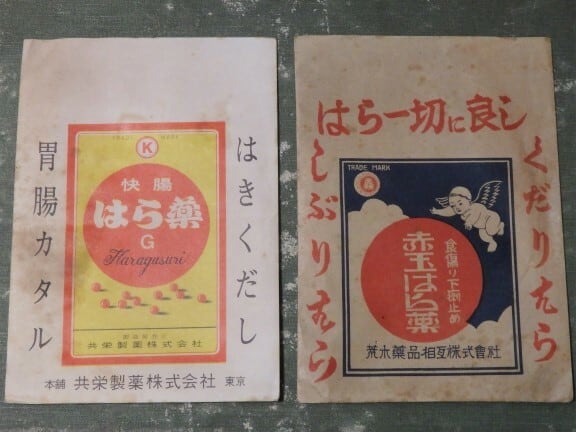 はきくだし
胃腸カタル
TRADE MARK
K
快腸
はら薬
G
Haragusuri
共栄製薬株式会社
本舗 共栄製薬株式会社 東京
はら一切に良し
くだりはら
しぶりはら
TRADE MARK
食傷り下痢止め
赤玉はら薬
荒木薬品相互株式會社